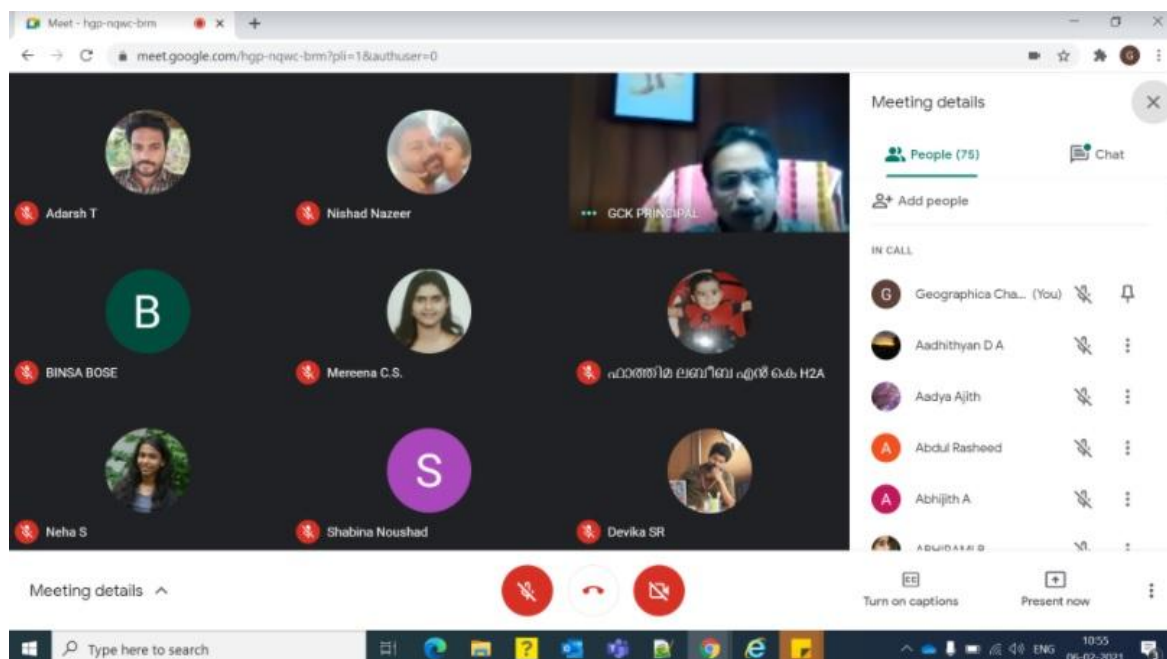 Meet - hgp-nqwc-brm
meet.google.com/hgp-nqwc-brm?pli=1&authuser=0
G
Adarsh T
Nishad Nazeer
GCK PRINCIPAL
B
BINSA BOSE
Mereena C.S.
ഫാത്തിമ ലബീബ എൻ കെ H2A
Neha S
S
Shabina Noushad
Devika SR
Meeting details
People (75)
Chat
Add people
IN CALL
G Geographica Cha... (You)
Aadhithyan D A
Aadya Ajith
A Abdul Rasheed
A Abhijith A
ABHIRAMI R
Meeting details
CC
Turn on captions
Present now
Type here to search
ENG
10:55
06-02-2021